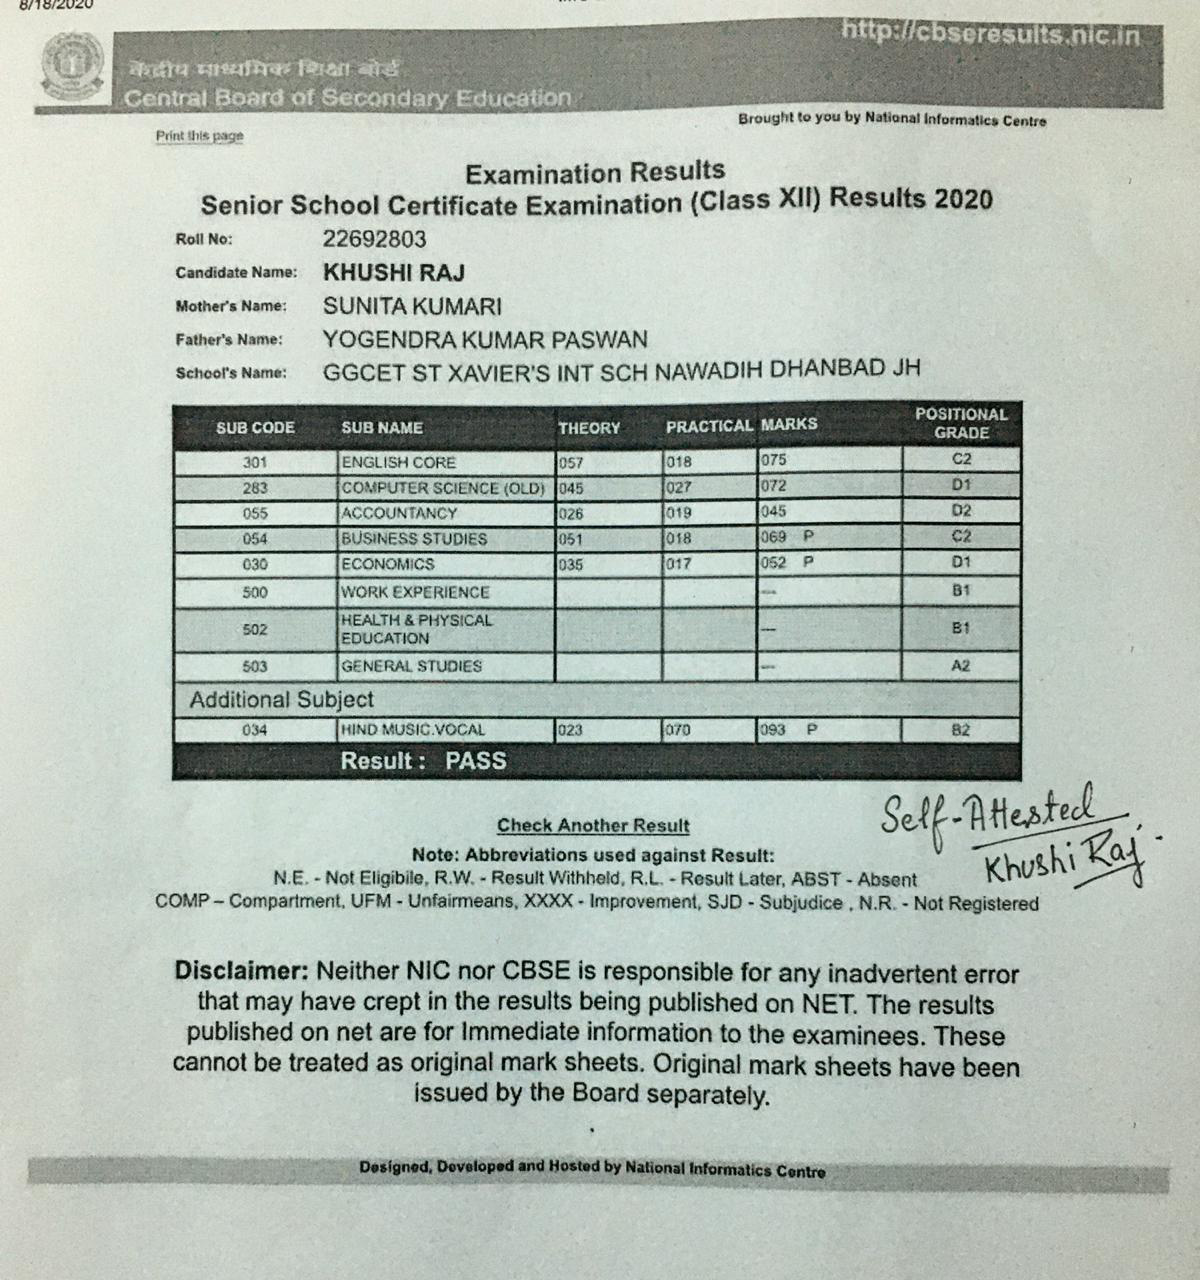 8/18/2020
http://cbseresults.nic.in
केंद्रीय माध्यमिक शिक्षा बोर्ड
Central Board of Secondary Education
Brought to you by National Informatics Centre
Print this page
Examination Results
Senior School Certificate Examination (Class XII) Results 2020
Roll No: 22692803
Candidate Name: KHUSHI RAJ
Mother's Name: SUNITA KUMARI
Father's Name: YOGENDRA KUMAR PASWAN
School's Name: GGCET ST XAVIER'S INT SCH NAWADIH DHANBAD JH
SUB CODE SUB NAME THEORY PRACTICAL MARKS POSITIONAL GRADE
301 ENGLISH CORE 057 018 075 C2
283 COMPUTER SCIENCE (OLD) 045 027 072 D1
055 ACCOUNTANCY 026 019 045 D2
054 BUSINESS STUDIES 051 018 069 P C2
030 ECONOMICS 035 017 052 P D1
500 WORK EXPERIENCE --- B1
502 HEALTH & PHYSICAL EDUCATION --- B1
503 GENERAL STUDIES --- A2
Additional Subject
034 HIND MUSIC.VOCAL 023 070 093 P B2
Result : PASS
Self-Attested
Khushi Raj
Check Another Result
Note: Abbreviations used against Result:
N.E. - Not Eligibile, R.W. - Result Withheld, R.L. - Result Later, ABST - Absent
COMP – Compartment, UFM - Unfairmeans, XXXX - Improvement, SJD - Subjudice , N.R. - Not Registered
Disclaimer: Neither NIC nor CBSE is responsible for any inadvertent error
that may have crept in the results being published on NET. The results
published on net are for Immediate information to the examinees. These
cannot be treated as original mark sheets. Original mark sheets have been
issued by the Board separately.
Designed, Developed and Hosted by National Informatics Centre